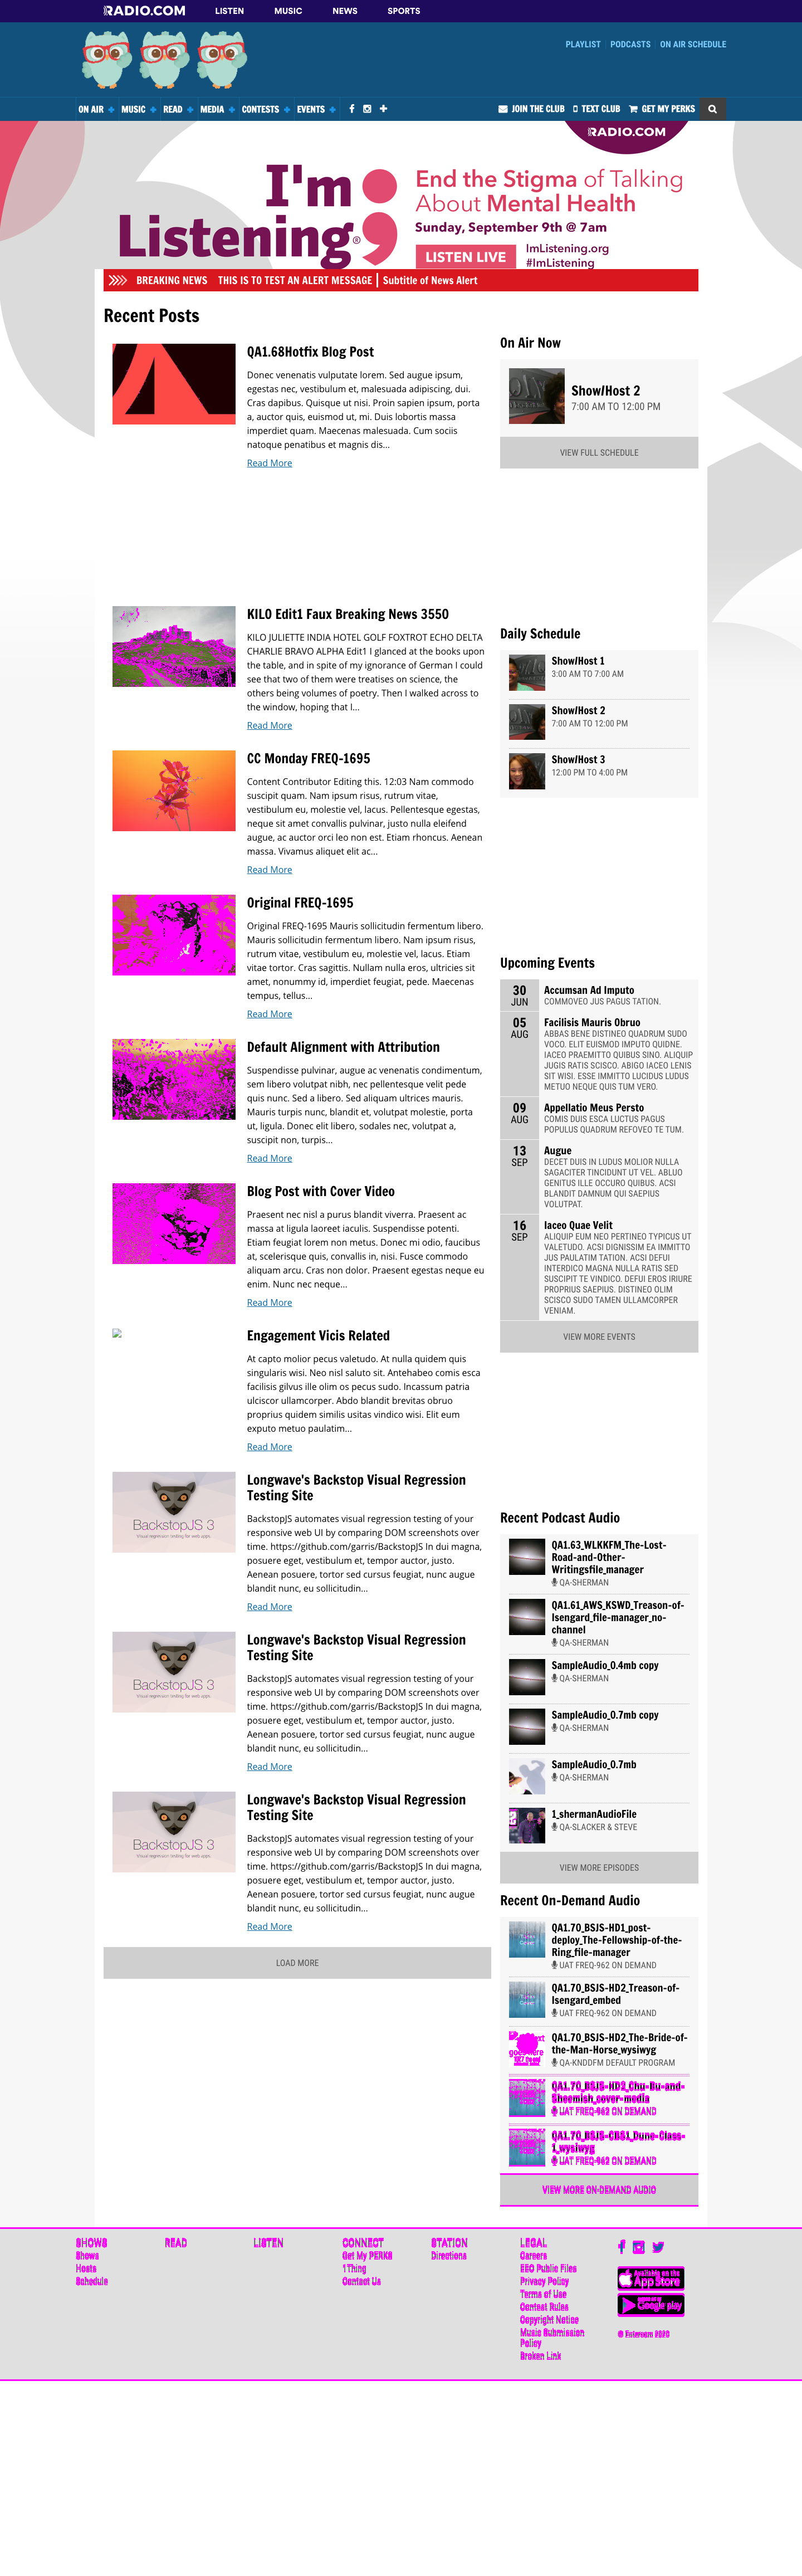 RADIO.COM LISTEN MUSIC NEWS SPORTS
PLAYLIST PODCASTS ON AIR SCHEDULE
ON AIR MUSIC READ MEDIA CONTESTS EVENTS JOIN THE CLUB TEXT CLUB GET MY PERKS
RADIO.COM
I'm
Listening®
End the Stigma of Talking
About Mental Health
Sunday, September 9th @ 7am
LISTEN LIVE
ImListening.org
#ImListening
BREAKING NEWS THIS IS TO TEST AN ALERT MESSAGE | Subtitle of News Alert
Recent Posts
QA1.68Hotfix Blog Post
Donec venenatis vulputate lorem. Sed augue ipsum,
egestas nec, vestibulum et, malesuada adipiscing, dui.
Cras dapibus. Quisque ut nisi. Proin sapien ipsum, porta
a, auctor quis, euismod ut, mi. Duis lobortis massa
imperdiet quam. Maecenas malesuada. Cum sociis
natoque penatibus et magnis dis...
Read More
KILO Edit1 Faux Breaking News 3550
KILO JULIETTE INDIA HOTEL GOLF FOXTROT ECHO DELTA
CHARLIE BRAVO ALPHA Edit1 I glanced at the books upon
the table, and in spite of my ignorance of German I could
see that two of them were treatises on science, the
others being volumes of poetry. Then I walked across to
the window, hoping that I...
Read More
CC Monday FREQ-1695
Content Contributor Editing this. 12:03 Nam commodo
suscipit quam. Nam ipsum risus, rutrum vitae,
vestibulum eu, molestie vel, lacus. Pellentesque egestas,
neque sit amet convallis pulvinar, justo nulla eleifend
augue, ac auctor orci leo non est. Etiam rhoncus. Aenean
massa. Vivamus aliquet elit ac...
Read More
Original FREQ-1695
Original FREQ-1695 Mauris sollicitudin fermentum libero.
Mauris sollicitudin fermentum libero. Nam ipsum risus,
rutrum vitae, vestibulum eu, molestie vel, lacus. Etiam
vitae tortor. Cras sagittis. Nullam nulla eros, ultricies sit
amet, nonummy id, imperdiet feugiat, pede. Maecenas
tempus, tellus...
Read More
Default Alignment with Attribution
Suspendisse pulvinar, augue ac venenatis condimentum,
sem libero volutpat nibh, nec pellentesque velit pede
quis nunc. Sed a libero. Sed aliquam ultrices mauris.
Mauris turpis nunc, blandit et, volutpat molestie, porta
ut, ligula. Donec elit libero, sodales nec, volutpat a,
suscipit non, turpis...
Read More
Blog Post with Cover Video
Praesent nec nisl a purus blandit viverra. Praesent ac
massa at ligula laoreet iaculis. Suspendisse potenti.
Etiam feugiat lorem non metus. Donec mi odio, faucibus
at, scelerisque quis, convallis in, nisi. Fusce commodo
aliquam arcu. Cras non dolor. Praesent egestas neque eu
enim. Nunc nec neque...
Read More
Engagement Vicis Related
At capto molior pecus valetudo. At nulla quidem quis
singularis wisi. Neo nisl saluto sit. Antehabeo comis esca
facilisis gilvus ille olim os pecus sudo. Incassum patria
ulciscor ullamcorper. Abdo blandit brevitas obruo
proprius quidem similis usitas vindico wisi. Elit eum
exputo metuo paulatim...
Read More
BackstopJS 3
Visual regression testing for web apps
Longwave's Backstop Visual Regression
Testing Site
BackstopJS automates visual regression testing of your
responsive web UI by comparing DOM screenshots over
time. https://github.com/garris/BackstopJS In dui magna,
posuere eget, vestibulum et, tempor auctor, justo.
Aenean posuere, tortor sed cursus feugiat, nunc augue
blandit nunc, eu sollicitudin...
Read More
BackstopJS 3
Visual regression testing for web apps
Longwave's Backstop Visual Regression
Testing Site
BackstopJS automates visual regression testing of your
responsive web UI by comparing DOM screenshots over
time. https://github.com/garris/BackstopJS In dui magna,
posuere eget, vestibulum et, tempor auctor, justo.
Aenean posuere, tortor sed cursus feugiat, nunc augue
blandit nunc, eu sollicitudin...
Read More
BackstopJS 3
Visual regression testing for web apps
Longwave's Backstop Visual Regression
Testing Site
BackstopJS automates visual regression testing of your
responsive web UI by comparing DOM screenshots over
time. https://github.com/garris/BackstopJS In dui magna,
posuere eget, vestibulum et, tempor auctor, justo.
Aenean posuere, tortor sed cursus feugiat, nunc augue
blandit nunc, eu sollicitudin...
Read More
LOAD MORE
On Air Now
Show/Host 2
7:00 AM TO 12:00 PM
VIEW FULL SCHEDULE
Daily Schedule
Show/Host 1
3:00 AM TO 7:00 AM
Show/Host 2
7:00 AM TO 12:00 PM
Show/Host 3
12:00 PM TO 4:00 PM
Upcoming Events
30
JUN
Accumsan Ad Imputo
COMMOVEO JUS PAGUS TATION.
05
AUG
Facilisis Mauris Obruo
ABBAS BENE DISTINEO QUADRUM SUDO
VOCO. ELIT EUISMOD IMPUTO QUIDNE.
IACEO PRAEMITTO QUIBUS SINO. ALIQUIP
JUGIS RATIS SCISCO. ABIGO IACEO LENIS
SIT WISI. ESSE IMMITTO LUCIDUS LUDUS
METUO NEQUE QUIS TUM VERO.
09
AUG
Appellatio Meus Persto
COMIS DUIS ESCA LUCTUS PAGUS
POPULUS QUADRUM REFOVEO TE TUM.
13
SEP
Augue
DECET DUIS IN LUDUS MOLIOR NULLA
SAGACITER TINCIDUNT UT VEL. ABLUO
GENITUS ILLE OCCURO QUIBUS. ACSI
BLANDIT DAMNUM QUI SAEPIUS
VOLUTPAT.
16
SEP
Iaceo Quae Velit
ALIQUIP EUM NEO PERTINEO TYPICUS UT
VALETUDO. ACSI DIGNISSIM EA IMMITTO
JUS PAULATIM TATION. ACSI DEFUI
INTERDICO MAGNA NULLA RATIS SED
SUSCIPIT TE VINDICO. DEFUI EROS IRIURE
PROPRIUS SAEPIUS. DISTINEO OLIM
SCISCO SUDO TAMEN ULLAMCORPER
VENIAM.
VIEW MORE EVENTS
Recent Podcast Audio
QA1.63_WLKKFM_The-Lost-
Road-and-Other-
Writingsfile_manager
QA-SHERMAN
QA1.61_AWS_KSWD_Treason-of-
Isengard_file-manager_no-
channel
QA-SHERMAN
SampleAudio_0.4mb copy
QA-SHERMAN
SampleAudio_0.7mb copy
QA-SHERMAN
SampleAudio_0.7mb
QA-SHERMAN
1_shermanAudioFile
QA-SLACKER & STEVE
VIEW MORE EPISODES
Recent On-Demand Audio
QA1.70_BSJS-HD1_post-
deploy_The-Fellowship-of-the-
Ring_file-manager
UAT FREQ-962 ON DEMAND
QA1.70_BSJS-HD2_Treason-of-
Isengard_embed
UAT FREQ-962 ON DEMAND
QA1.70_BSJS-HD2_The-Bride-of-
the-Man-Horse_wysiwyg
QA-KNDDFM DEFAULT PROGRAM
QA1.70_BSJS-HD2_Chu-Bu-and-
Sheemish_cover-media
UAT FREQ-962 ON DEMAND
QA1.70_BSJS-CBS1_Dune-Glass-
1_wysiwyg
UAT FREQ-962 ON DEMAND
VIEW MORE ON-DEMAND AUDIO
SHOWS
Shows
Hosts
Schedule
READ
LISTEN
CONNECT
Get My PERKS
1Thing
Contact Us
STATION
Directions
LEGAL
Careers
EEO Public Files
Privacy Policy
Terms of Use
Contest Rules
Copyright Notice
Music Submission
Policy
Broken Link
Available on the
App Store
Google play
© Entercom 2020